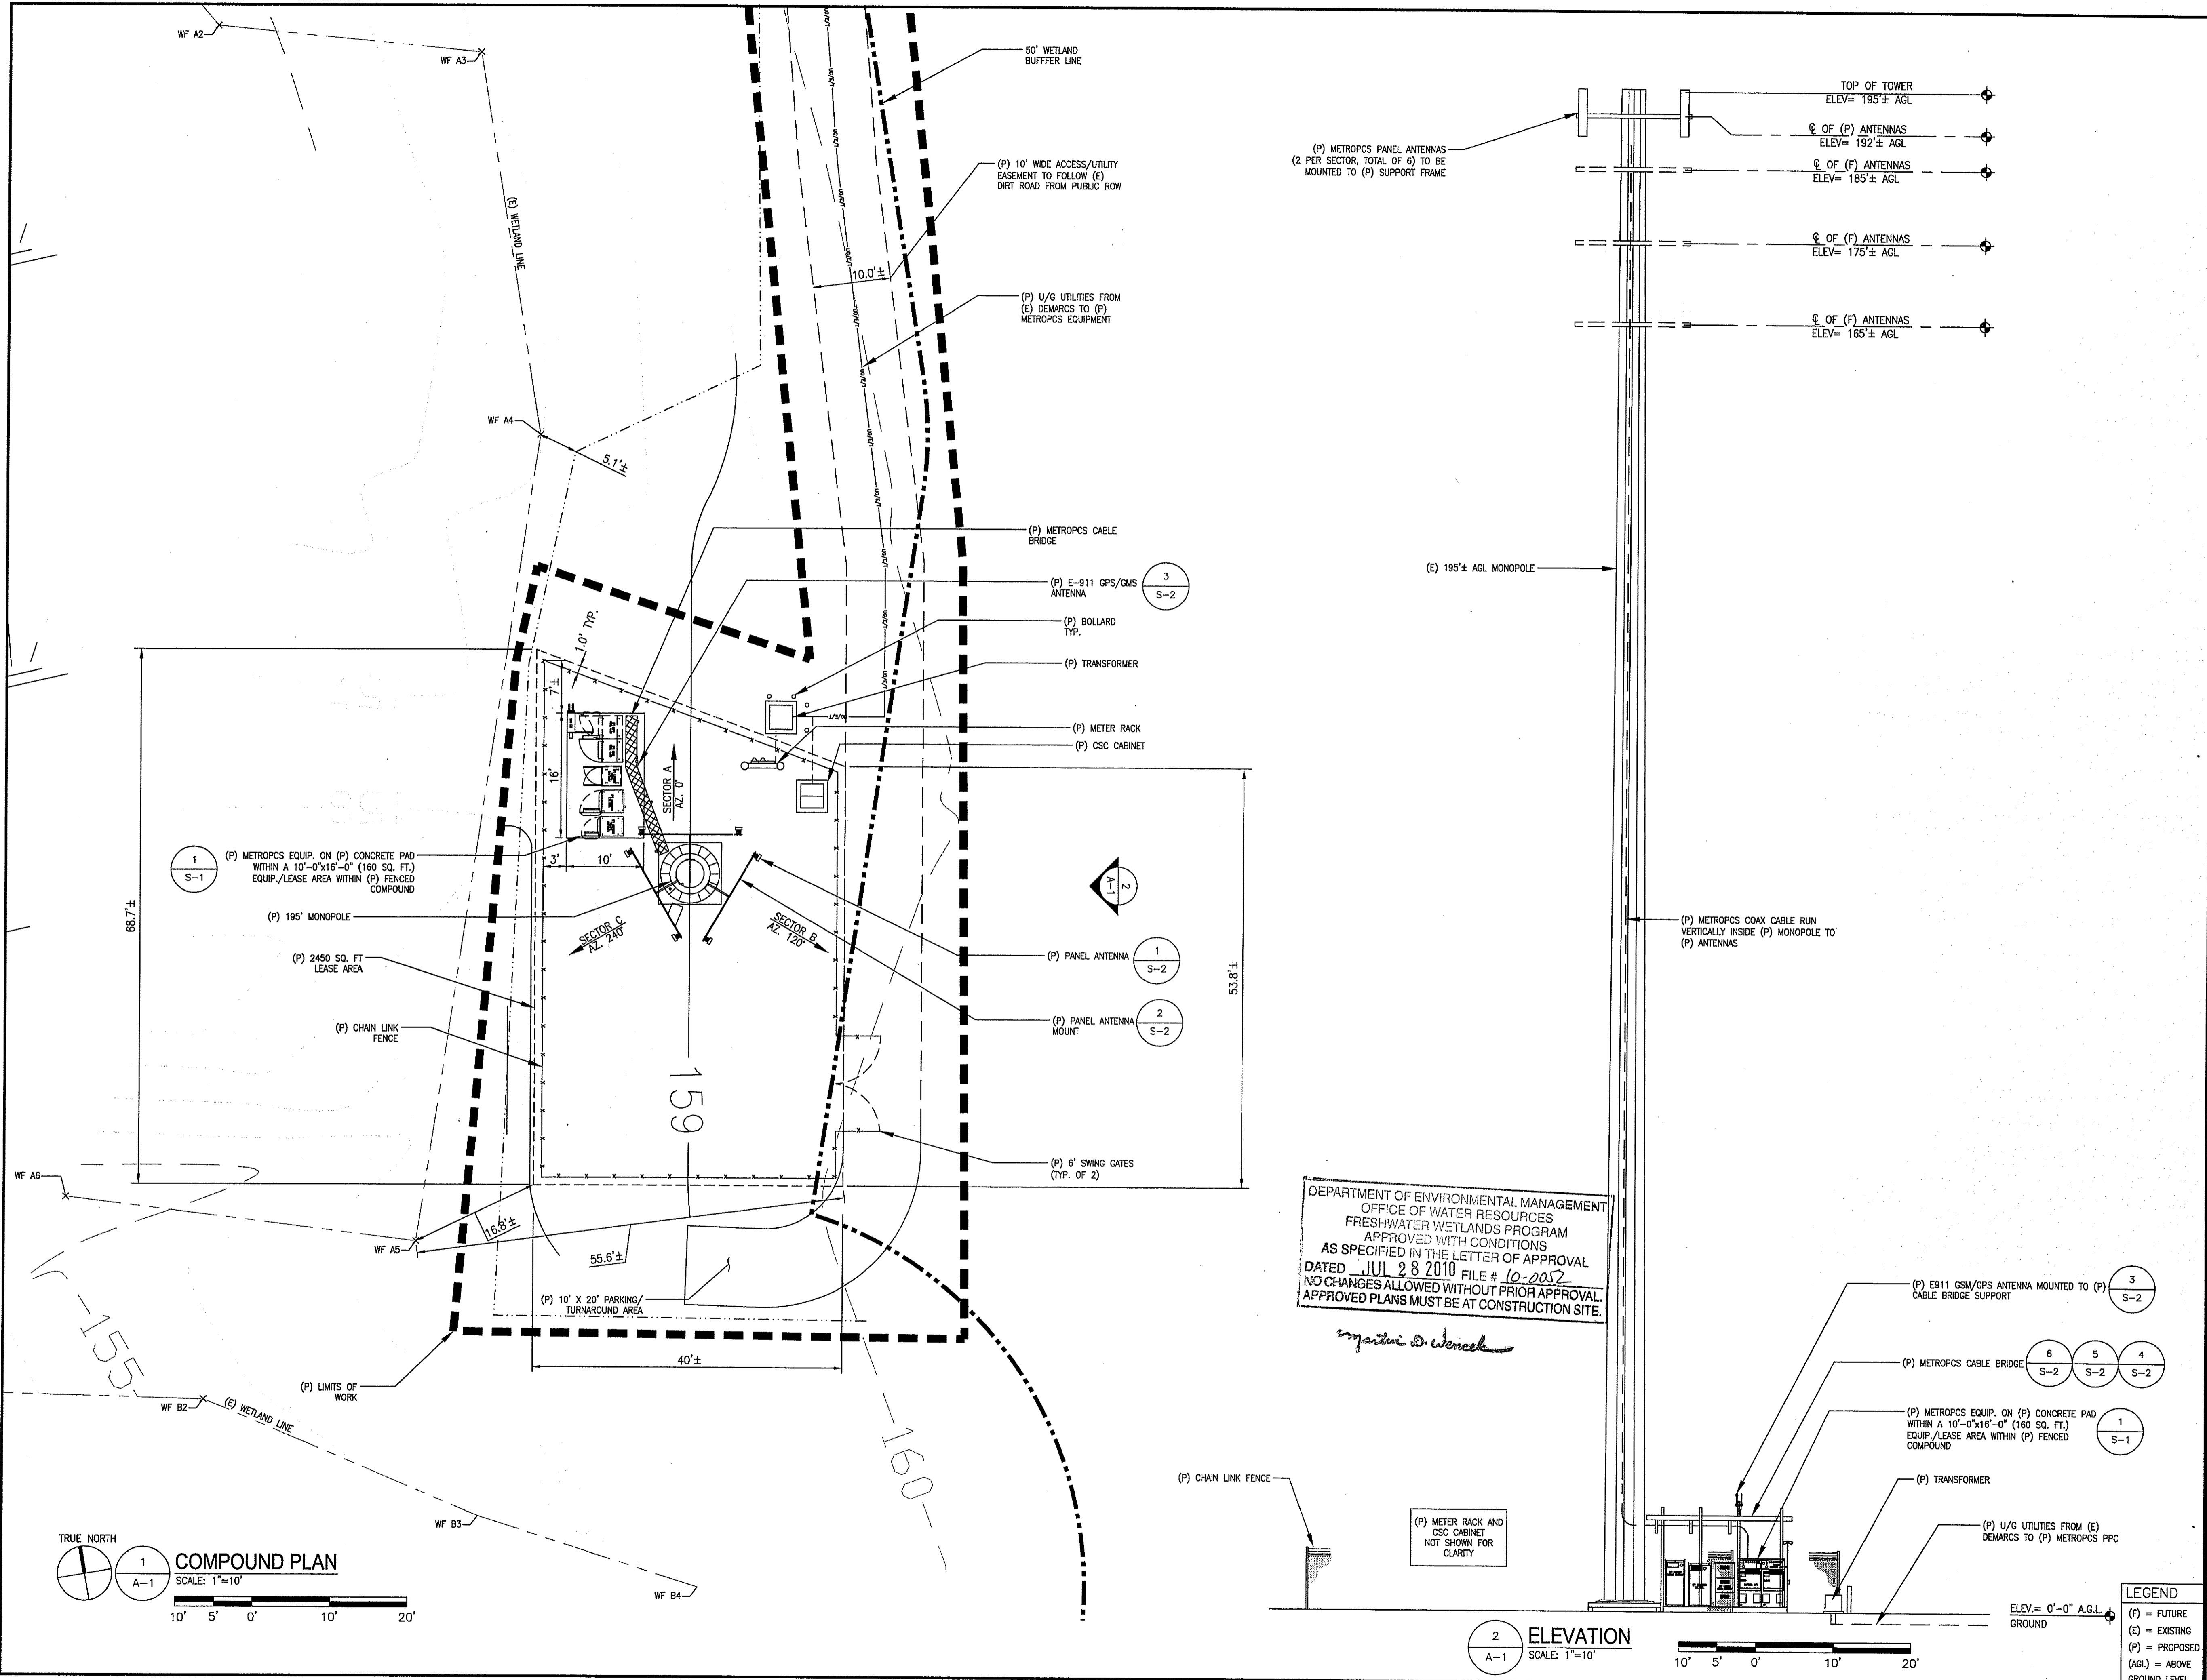 WF A2
WF A3
50' WETLAND
BUFFFER LINE
(P) 10' WIDE ACCESS/UTILITY
EASEMENT TO FOLLOW (E)
DIRT ROAD FROM PUBLIC ROW
(E) WETLAND LINE
10.0'±
(P) U/G UTILITIES FROM
(E) DEMARCS TO (P)
METROPCS EQUIPMENT
WF A4
5.1'±
(P) METROPCS CABLE
BRIDGE
(P) E-911 GPS/GMS
ANTENNA
3
S-2
(P) BOLLARD
TYP.
1.0' TYP.
(P) TRANSFORMER
7'±
(P) METER RACK
(P) CSC CABINET
16'
SECTOR A
AZ. 0°
1
S-1
(P) METROPCS EQUIP. ON (P) CONCRETE PAD
WITHIN A 10'-0"x16'-0" (160 SQ. FT.)
EQUIP./LEASE AREA WITHIN (P) FENCED
COMPOUND
3'
10'
2
A-1
68.7'±
(P) 195' MONOPOLE
SECTOR C
AZ. 240°
SECTOR B
AZ. 120°
(P) PANEL ANTENNA
1
S-2
(P) 2450 SQ. FT
LEASE AREA
53.8'±
(P) PANEL ANTENNA
MOUNT
2
S-2
(P) CHAIN LINK
FENCE
159
(P) 6' SWING GATES
(TYP. OF 2)
WF A6
16.8'±
WF A5
55.6'±
(P) 10' X 20' PARKING/
TURNAROUND AREA
155
40'±
(P) LIMITS OF
WORK
WF B2
(E) WETLAND LINE
160
WF B3
WF B4
TRUE NORTH
1
A-1
COMPOUND PLAN
SCALE: 1"=10'
10' 5' 0' 10' 20'
TOP OF TOWER
ELEV= 195'± AGL
℄ OF (P) ANTENNAS
ELEV= 192'± AGL
(P) METROPCS PANEL ANTENNAS
(2 PER SECTOR, TOTAL OF 6) TO BE
MOUNTED TO (P) SUPPORT FRAME
℄ OF (F) ANTENNAS
ELEV= 185'± AGL
℄ OF (F) ANTENNAS
ELEV= 175'± AGL
℄ OF (F) ANTENNAS
ELEV= 165'± AGL
(E) 195'± AGL MONOPOLE
(P) METROPCS COAX CABLE RUN
VERTICALLY INSIDE (P) MONOPOLE TO
(P) ANTENNAS
DEPARTMENT OF ENVIRONMENTAL MANAGEMENT
OFFICE OF WATER RESOURCES
FRESHWATER WETLANDS PROGRAM
APPROVED WITH CONDITIONS
AS SPECIFIED IN THE LETTER OF APPROVAL
DATED JUL 28 2010 FILE # 10-0052
NO CHANGES ALLOWED WITHOUT PRIOR APPROVAL.
APPROVED PLANS MUST BE AT CONSTRUCTION SITE.
Martin D. Wencek
(P) E911 GSM/GPS ANTENNA MOUNTED TO (P)
CABLE BRIDGE SUPPORT
3
S-2
(P) METROPCS CABLE BRIDGE
6
S-2
5
S-2
4
S-2
(P) METROPCS EQUIP. ON (P) CONCRETE PAD
WITHIN A 10'-0"x16'-0" (160 SQ. FT.)
EQUIP./LEASE AREA WITHIN (P) FENCED
COMPOUND
1
S-1
(P) CHAIN LINK FENCE
(P) TRANSFORMER
(P) METER RACK AND
CSC CABINET
NOT SHOWN FOR
CLARITY
(P) U/G UTILITIES FROM (E)
DEMARCS TO (P) METROPCS PPC
ELEV.= 0'-0" A.G.L.
GROUND
2
A-1
ELEVATION
SCALE: 1"=10'
10' 5' 0' 10' 20'
LEGEND
(F) = FUTURE
(E) = EXISTING
(P) = PROPOSED
(AGL) = ABOVE
GROUND LEVEL